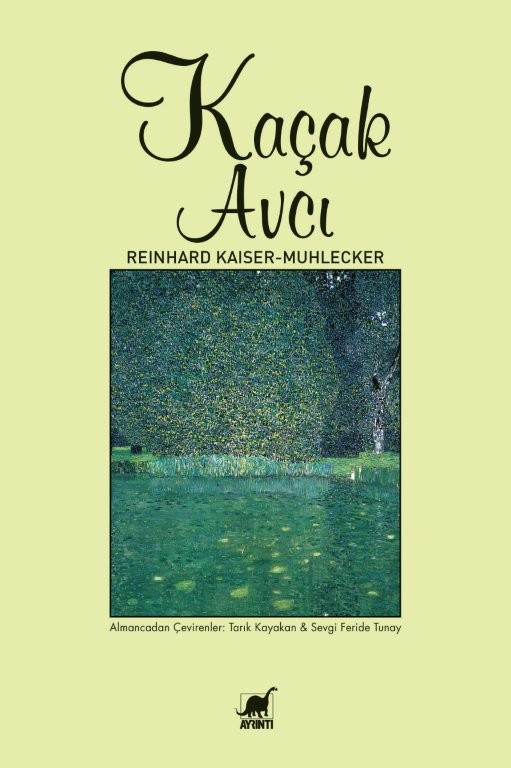 Kaçak
Avcı
REINHARD KAISER-MUHLECKER
Almancadan Çevirenler: Tarık Kayakan & Sevgi Feride Tunay
AYRINTI